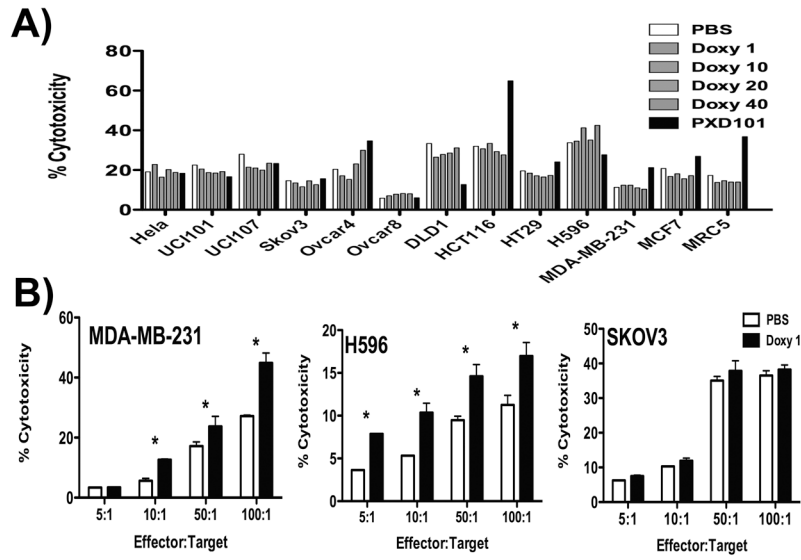 A)
PBS
Doxy 1
Doxy 10
Doxy 20
Doxy 40
PXD101
% Cytotoxicity
80
60
40
20
0
Hela
UCI101
UCI107
Skov3
Ovcar4
Ovcar8
DLD1
HCT116
HT29
H596
MDA-MB-231
MCF7
MRC5
B)
MDA-MB-231
% Cytotoxicity
60
40
20
0
*
*
*
5:1
10:1
50:1
100:1
Effector:Target
H596
% Cytotoxicity
20
15
10
5
0
*
*
*
*
5:1
10:1
50:1
100:1
Effector:Target
SKOV3
PBS
Doxy 1
% Cytotoxicity
50
40
30
20
10
0
5:1
10:1
50:1
100:1
Effector:Target